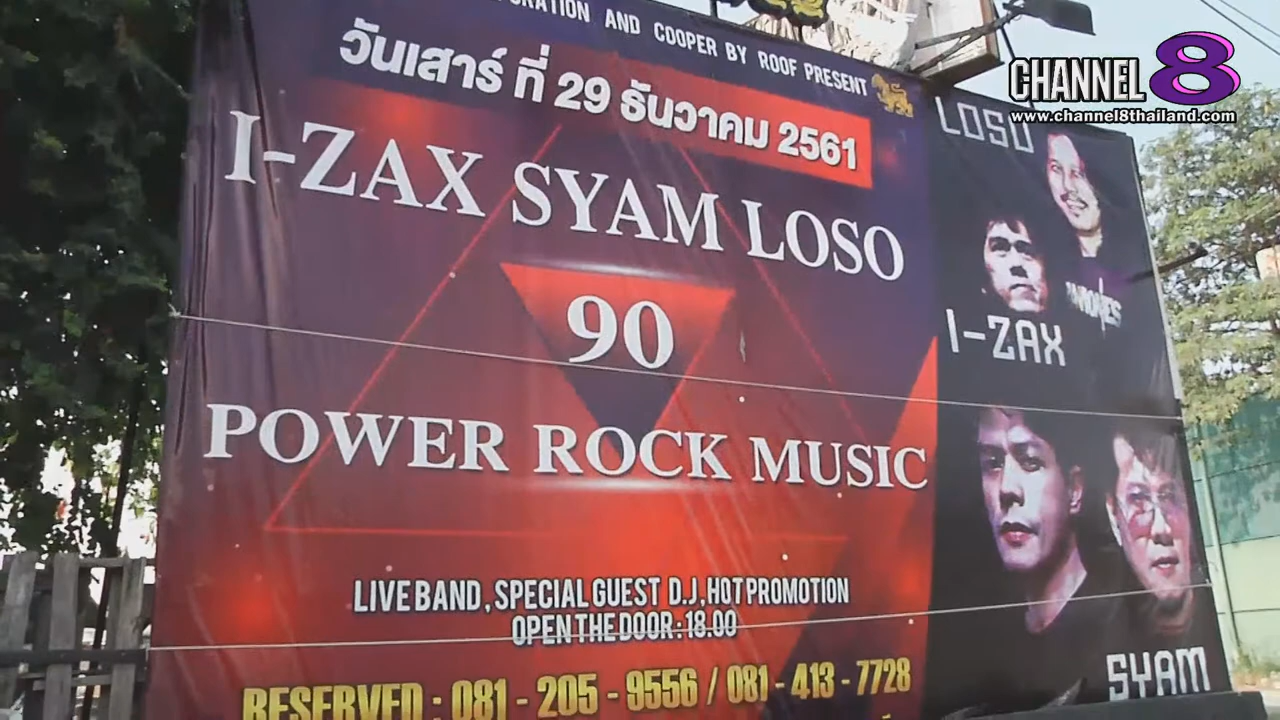 AND COOPER BY ROOF PRESENT
วันเสาร์ ที่ 29 ธันวาคม 2561
I-ZAX SYAM LOSO
90
POWER ROCK MUSIC
LIVE BAND , SPECIAL GUEST D.J , HOT PROMOTION
OPEN THE DOOR : 18.00
RESERVED : 081 - 205 - 9556 / 081 - 413 - 7728
LOSO
I-ZAX
SYAM
CHANNEL 8
www.channel8thailand.com